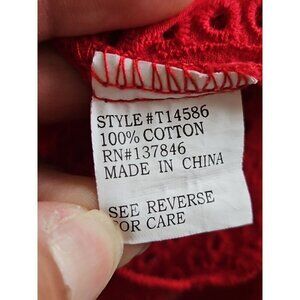 STYLE#T14586
100% COTTON
RN#137846
MADE IN CHINA
SEE REVERSE
FOR CARE